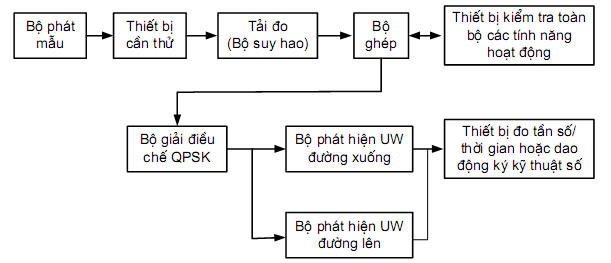 Bộ phát
mẫu
Thiết bị
cần thử
Tải đo
(Bộ suy hao)
Bộ
ghép
Thiết bị kiểm tra toàn
bộ các tính năng
hoạt động
Bộ giải điều
chế QPSK
Bộ phát hiện UW
đường xuống
Thiết bị đo tần số/
thời gian hoặc dao
động ký kỹ thuật số
Bộ phát hiện UW
đường lên